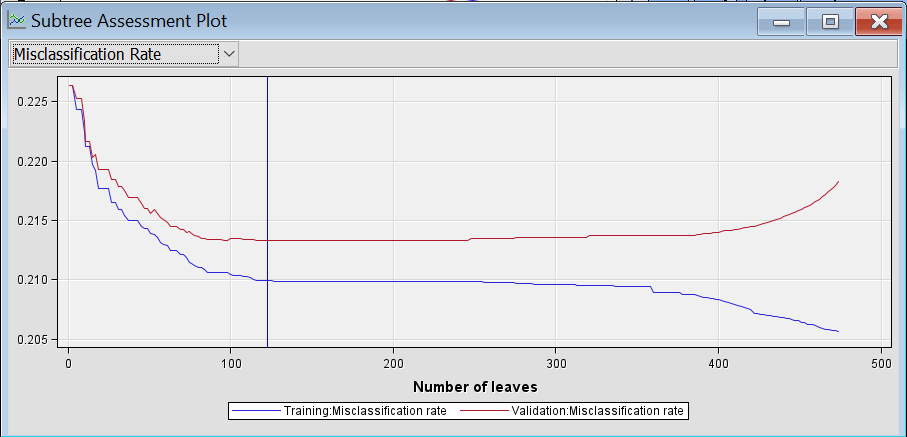 Subtree Assessment Plot
Misclassification Rate
0.225
0.220
0.215
0.210
0.205
0 100 200 300 400 500
Number of leaves
Training:Misclassification rate Validation:Misclassification rate